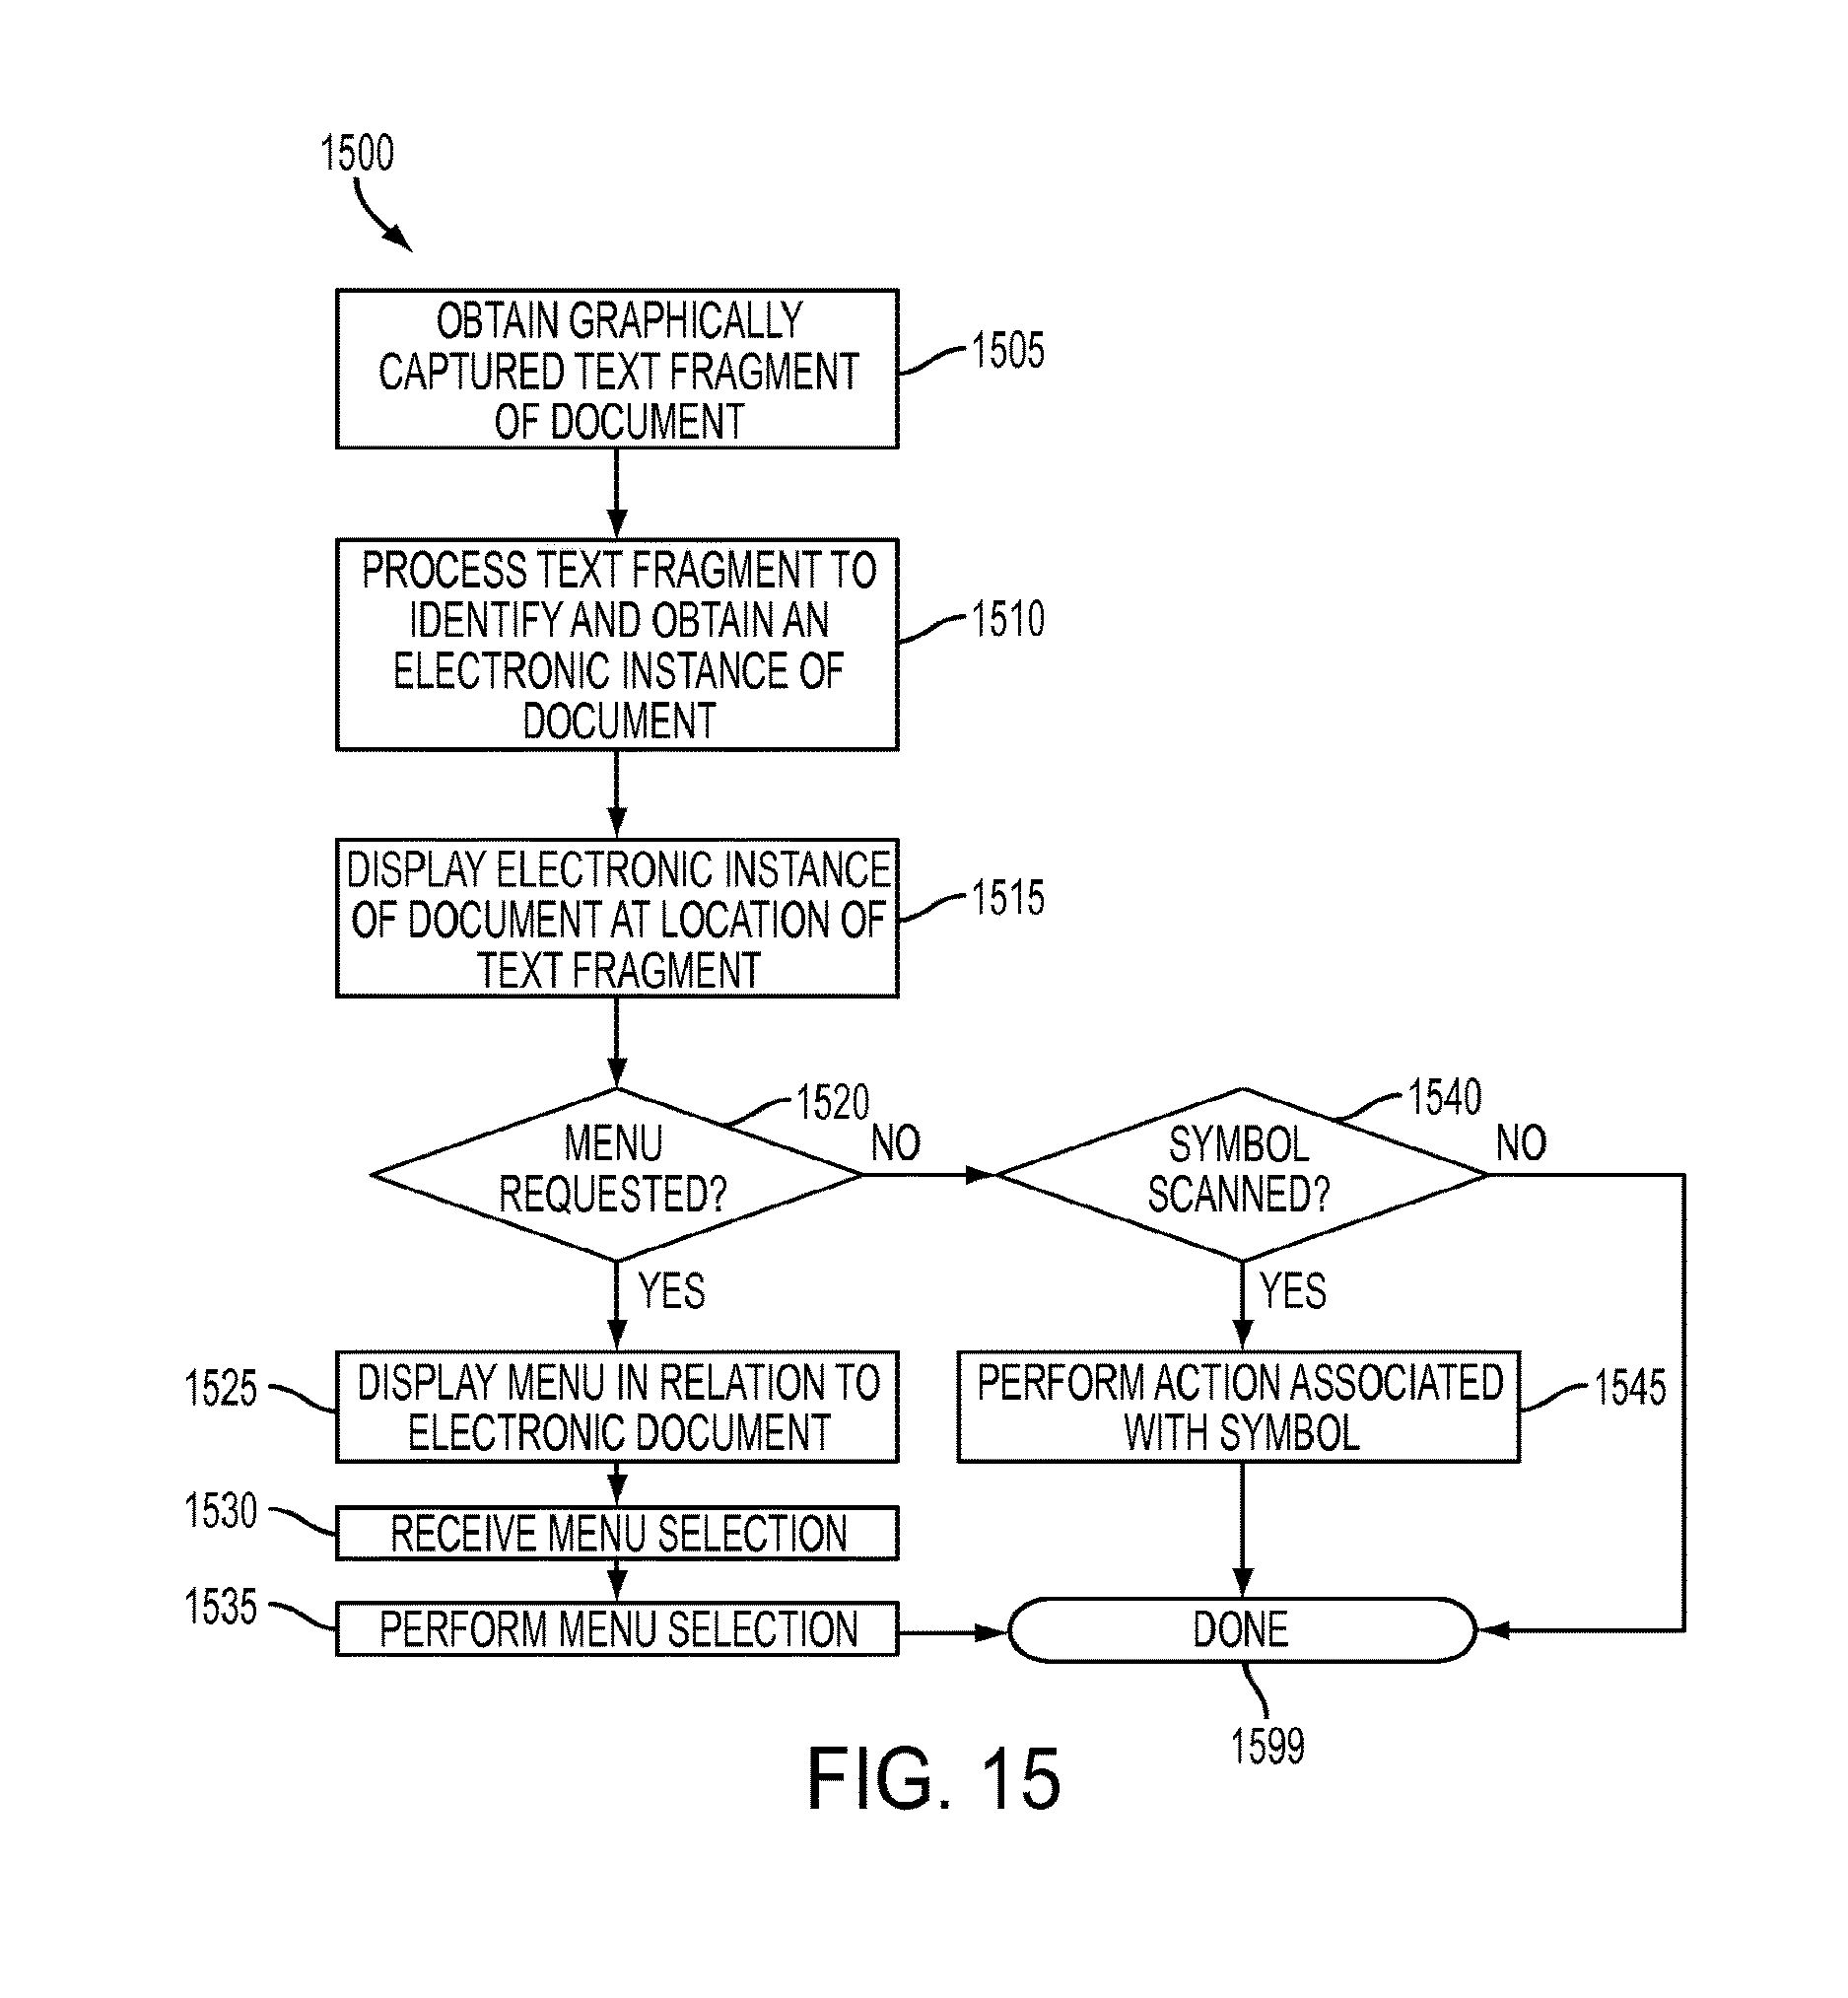 1500
OBTAIN GRAPHICALLY
CAPTURED TEXT FRAGMENT
OF DOCUMENT
1505
PROCESS TEXT FRAGMENT TO
IDENTIFY AND OBTAIN AN
ELECTRONIC INSTANCE OF
DOCUMENT
1510
DISPLAY ELECTRONIC INSTANCE
OF DOCUMENT AT LOCATION OF
TEXT FRAGMENT
1515
MENU
REQUESTED?
1520
NO
YES
SYMBOL
SCANNED?
1540
NO
YES
1525
DISPLAY MENU IN RELATION TO
ELECTRONIC DOCUMENT
PERFORM ACTION ASSOCIATED
WITH SYMBOL
1545
1530
RECEIVE MENU SELECTION
1535
PERFORM MENU SELECTION
DONE
1599
FIG. 15